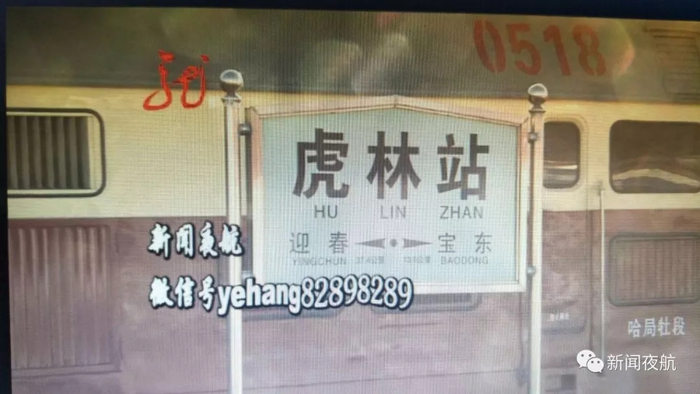 0518
虎林站
HU LIN ZHAN
迎春 宝东
YINGCHUN BAODONG
新闻夜航
微信号yehang82898289
哈局牡段
新闻夜航